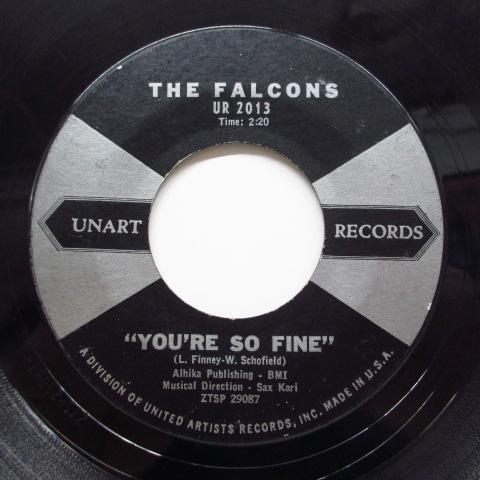 THE FALCONS
UR 2013
Time: 2:20
UNART RECORDS
"YOU'RE SO FINE"
(L. Finney-W. Schofield)
Alhika Publishing - BMI
Musical Direction - Sax Kari
ZTSP 29087
A DIVISION OF UNITED ARTISTS RECORDS, INC. MADE IN U.S.A.